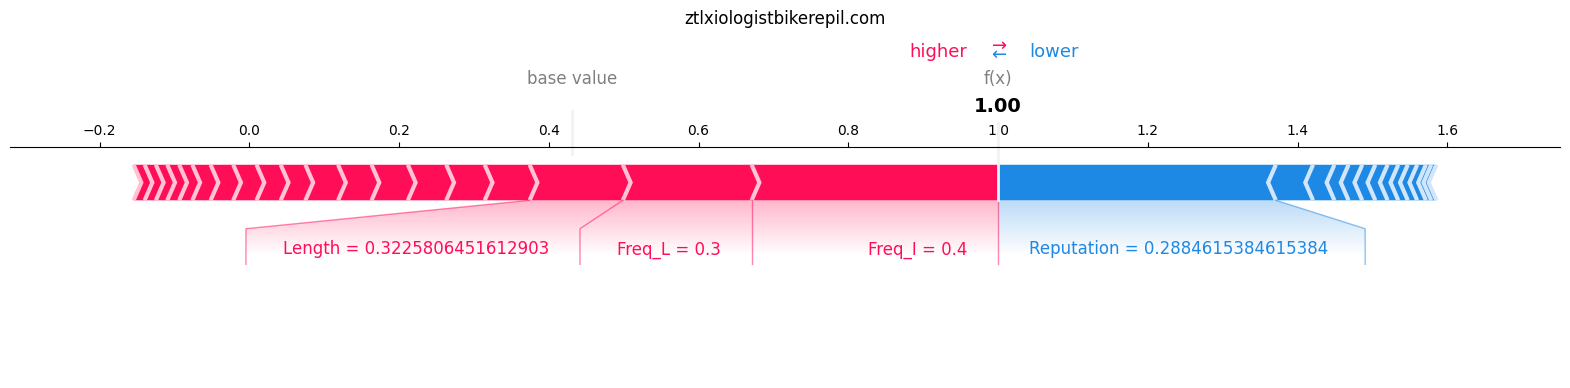 ztlxiologistbikerepil.com
higher ⇄ lower
base value f(x)
1.00
−0.2 0.0 0.2 0.4 0.6 0.8 1.0 1.2 1.4 1.6
Length = 0.3225806451612903 Freq_L = 0.3 Freq_I = 0.4 Reputation = 0.2884615384615384